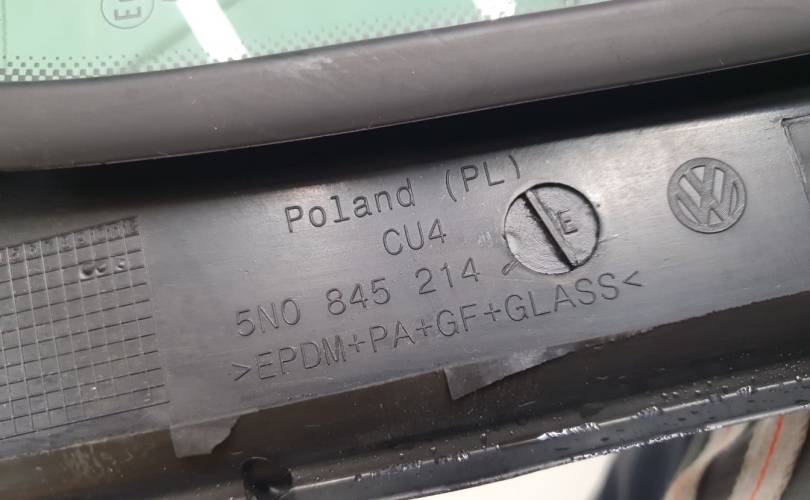 Poland (PL)
CU4
5N0 845 214 E
>EPDM+PA+GF+GLASS<